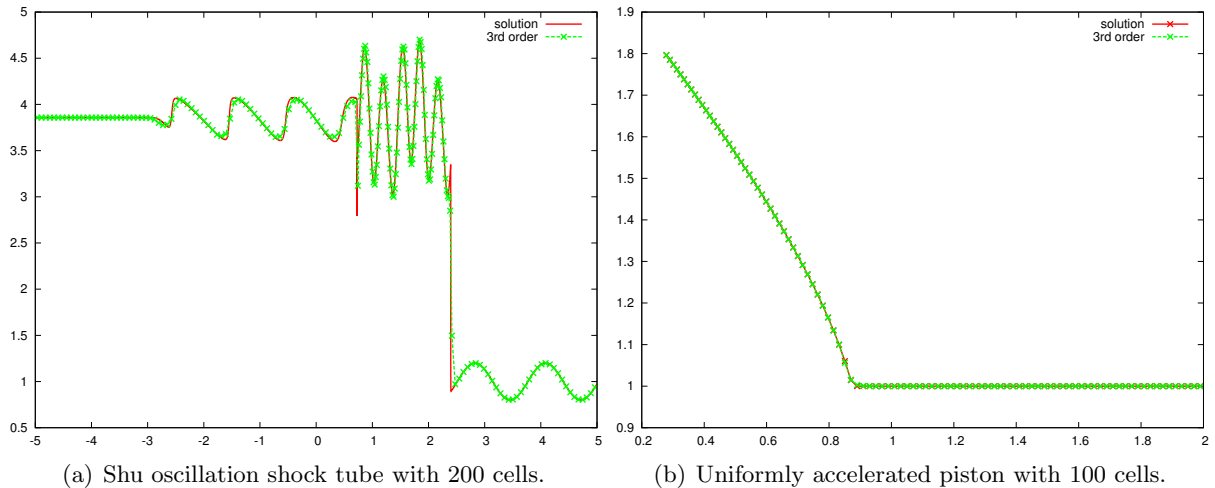 5
4.5
4
3.5
3
2.5
2
1.5
1
0.5
-5 -4 -3 -2 -1 0 1 2 3 4 5
solution
3rd order
(a) Shu oscillation shock tube with 200 cells.
1.9
1.8
1.7
1.6
1.5
1.4
1.3
1.2
1.1
1
0.9
0.2 0.4 0.6 0.8 1 1.2 1.4 1.6 1.8 2
solution
3rd order
(b) Uniformly accelerated piston with 100 cells.